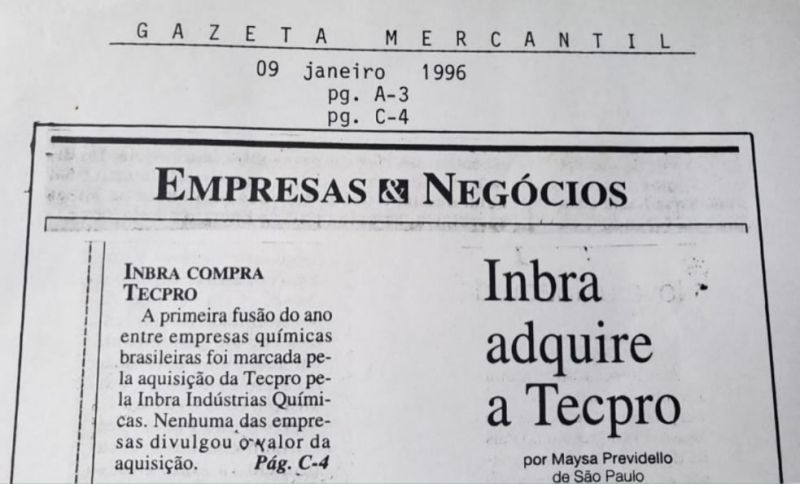 GAZETA MERCANTIL
09 janeiro 1996
pg. A-3
pg. C-4
EMPRESAS & NEGÓCIOS
INBRA COMPRA
TECPRO
A primeira fusão do ano
entre empresas químicas
brasileiras foi marcada pe-
la aquisição da Tecpro pe-
la Inbra Indústrias Quími-
cas. Nenhuma das empre-
sas divulgou o valor da
aquisição. Pág. C-4
Inbra
adquire
a Tecpro
por Maysa Previdello
de São Paulo